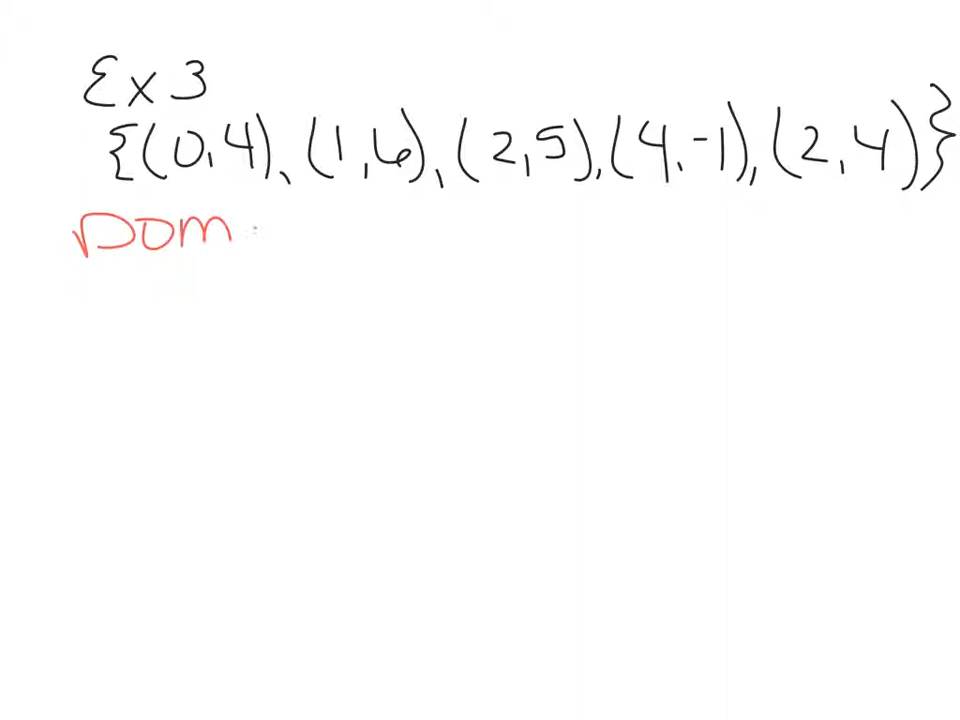 Ex 3
{(0,4), (1,6), (2,5), (4,-1), (2,4)}
DOM